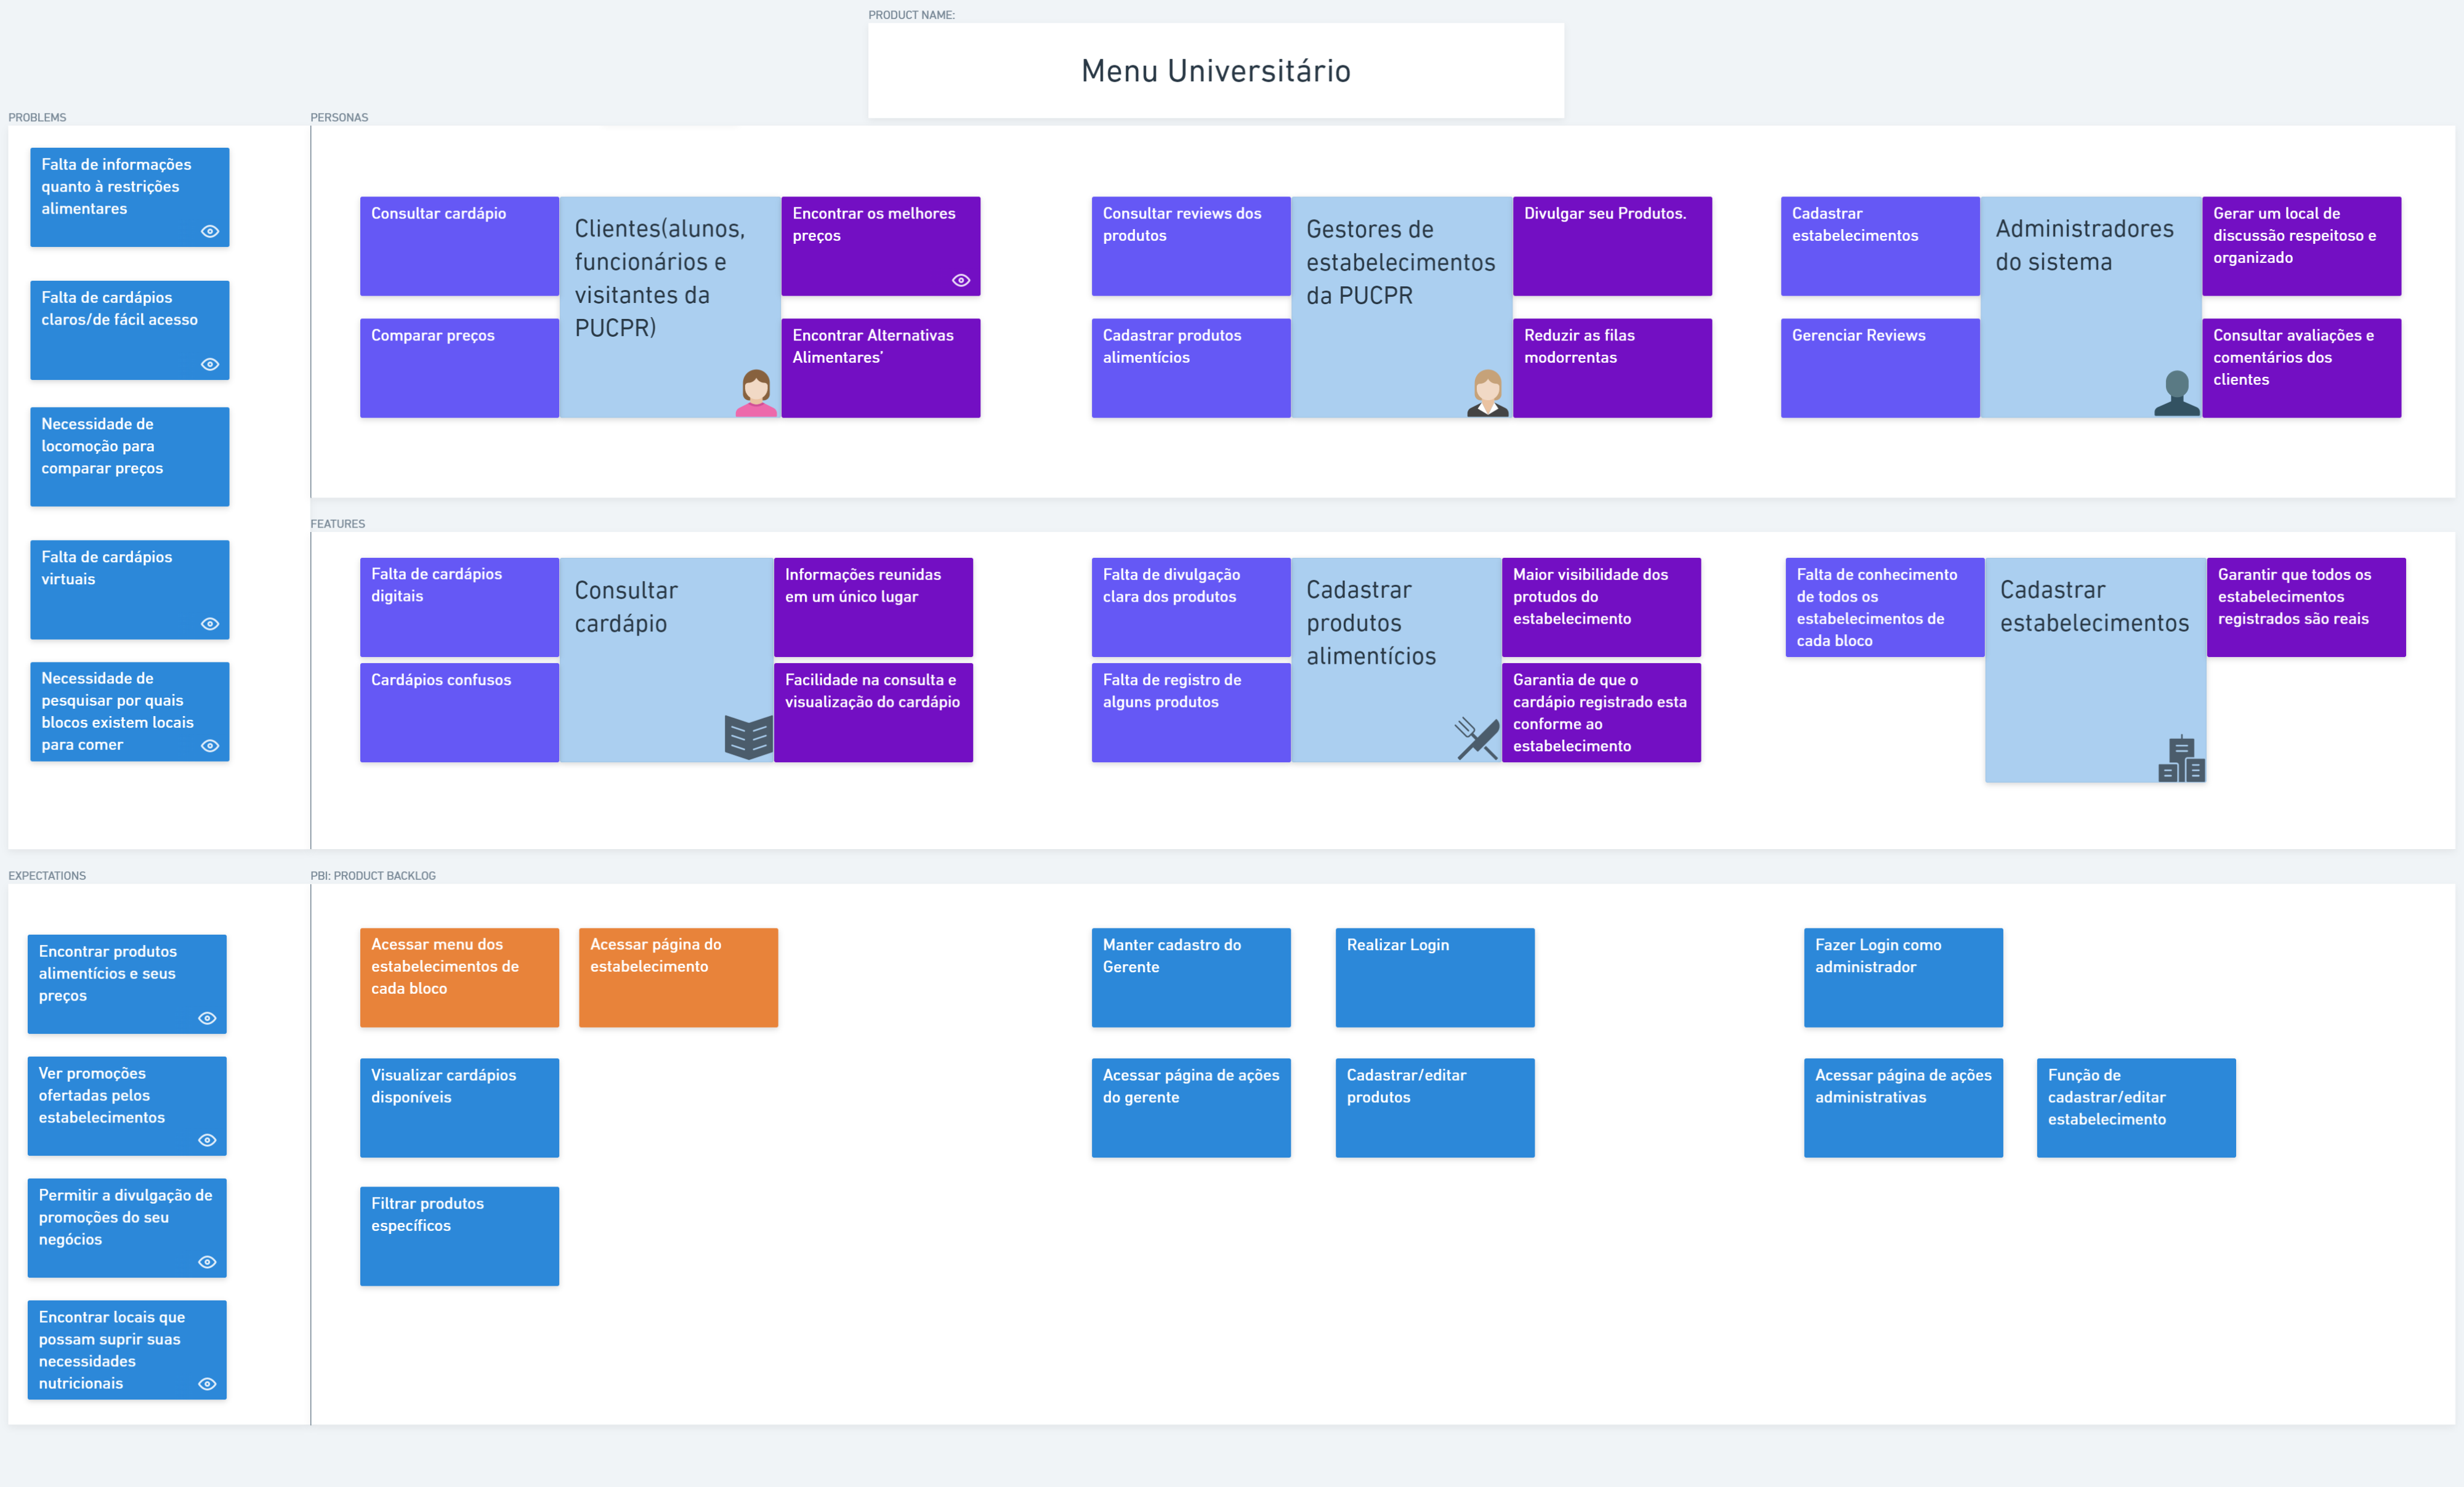 PRODUCT NAME:
Menu Universitário
PROBLEMS
Falta de informações
quanto à restrições
alimentares
Falta de cardápios
claros/de fácil acesso
Necessidade de
locomoção para
comparar preços
Falta de cardápios
virtuais
Necessidade de
pesquisar por quais
blocos existem locais
para comer
PERSONAS
Consultar cardápio
Comparar preços
Clientes(alunos,
funcionários e
visitantes da
PUCPR)
Encontrar os melhores
preços
Encontrar Alternativas
Alimentares'
Consultar reviews dos
produtos
Cadastrar produtos
alimentícios
Gestores de
estabelecimentos
da PUCPR
Divulgar seu Produtos.
Reduzir as filas
modorrentas
Cadastrar
estabelecimentos
Gerenciar Reviews
Administradores
do sistema
Gerar um local de
discussão respeitoso e
organizado
Consultar avaliações e
comentários dos
clientes
FEATURES
Falta de cardápios
digitais
Cardápios confusos
Consultar
cardápio
Informações reunidas
em um único lugar
Facilidade na consulta e
visualização do cardápio
Falta de divulgação
clara dos produtos
Falta de registro de
alguns produtos
Cadastrar
produtos
alimentícios
Maior visibilidade dos
protudos do
estabelecimento
Garantia de que o
cardápio registrado esta
conforme ao
estabelecimento
Falta de conhecimento
de todos os
estabelecimentos de
cada bloco
Cadastrar
estabelecimentos
Garantir que todos os
estabelecimentos
registrados são reais
EXPECTATIONS
Encontrar produtos
alimentícios e seus
preços
Ver promoções
ofertadas pelos
estabelecimentos
Permitir a divulgação de
promoções do seu
negócios
Encontrar locais que
possam suprir suas
necessidades
nutricionais
PBI: PRODUCT BACKLOG
Acessar menu dos
estabelecimentos de
cada bloco
Acessar página do
estabelecimento
Visualizar cardápios
disponíveis
Filtrar produtos
específicos
Manter cadastro do
Gerente
Realizar Login
Acessar página de ações
do gerente
Cadastrar/editar
produtos
Fazer Login como
administrador
Acessar página de ações
administrativas
Função de
cadastrar/editar
estabelecimento